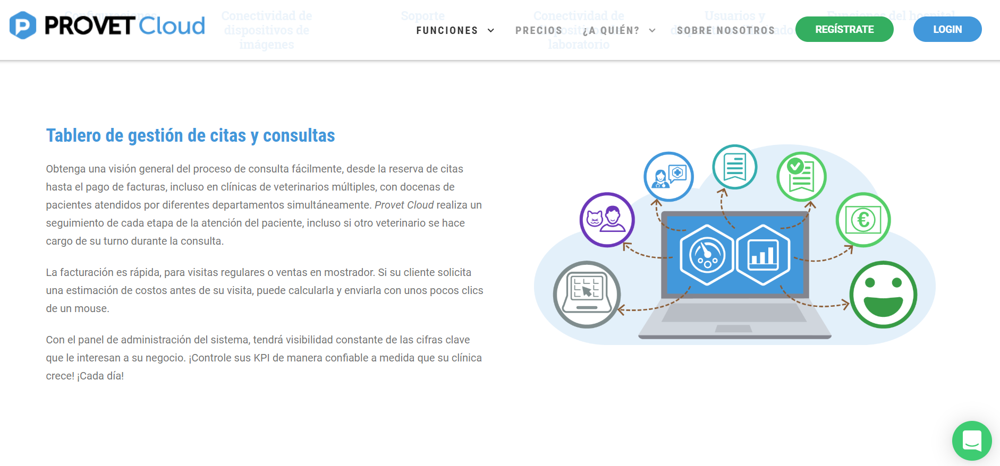 Configuraciones
Conectividad de
dispositivos de
imágenes
Soporte
Conectividad de
dispositivos de
laboratorio
Usuarios y
Funciones del hospital
PROVET Cloud
FUNCIONES
PRECIOS
¿A QUIÉN?
SOBRE NOSOTROS
REGÍSTRATE
LOGIN
Tablero de gestión de citas y consultas
Obtenga una visión general del proceso de consulta fácilmente, desde la reserva de citas
hasta el pago de facturas, incluso en clínicas de veterinarios múltiples, con docenas de
pacientes atendidos por diferentes departamentos simultáneamente. Provet Cloud realiza un
seguimiento de cada etapa de la atención del paciente, incluso si otro veterinario se hace
cargo de su turno durante la consulta.
La facturación es rápida, para visitas regulares o ventas en mostrador. Si su cliente solicita
una estimación de costos antes de su visita, puede calcularla y enviarla con unos pocos clics
de un mouse.
Con el panel de administración del sistema, tendrá visibilidad constante de las cifras clave
que le interesan a su negocio. ¡Controle sus KPI de manera confiable a medida que su clínica
crece! ¡Cada día!
€